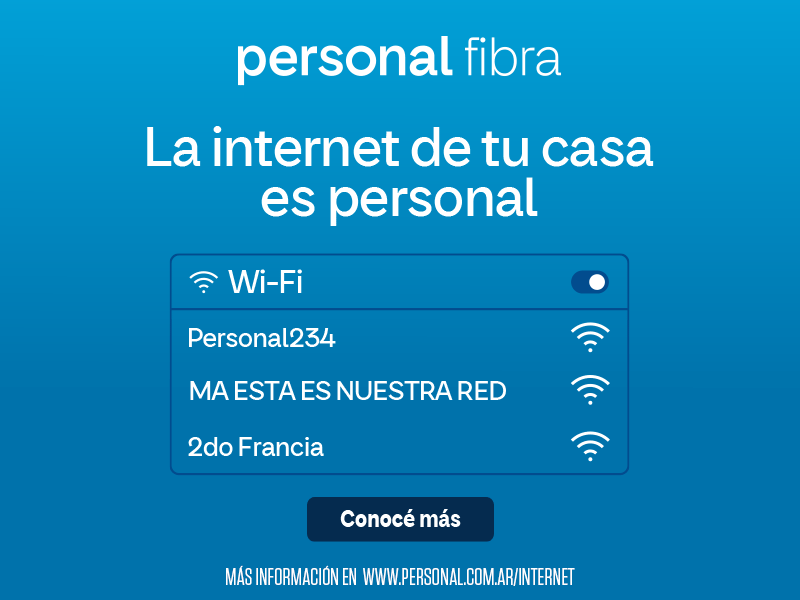 personal fibra
La internet de tu casa
es personal
Wi-Fi
Personal234
MA ESTA ES NUESTRA RED
2do Francia
Conocé más
MÁS INFORMACIÓN EN WWW.PERSONAL.COM.AR/INTERNET